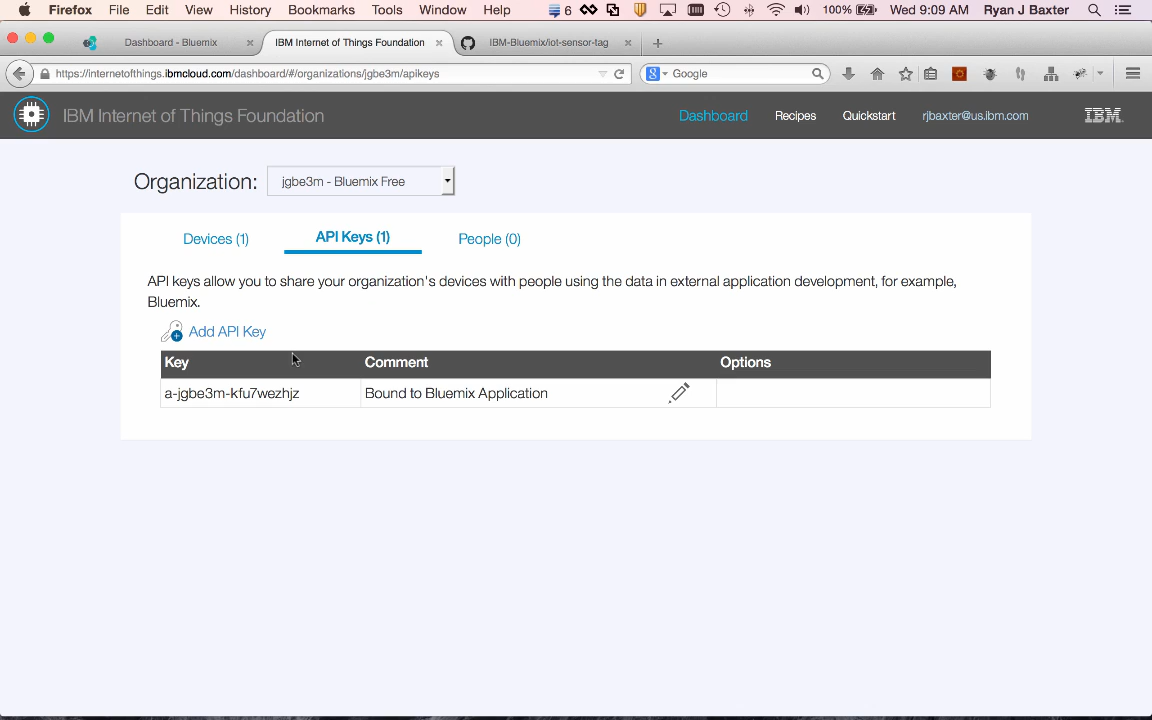 Firefox File Edit View History Bookmarks Tools Window Help 6 100% Wed 9:09 AM Ryan J Baxter
Dashboard - Bluemix IBM Internet of Things Foundation IBM-Bluemix/iot-sensor-tag
https://internetofthings.ibmcloud.com/dashboard/#/organizations/jgbe3m/apikeys Google
IBM Internet of Things Foundation Dashboard Recipes Quickstart rjbaxter@us.ibm.com IBM
Organization: jgbe3m - Bluemix Free
Devices (1) API Keys (1) People (0)
API keys allow you to share your organization's devices with people using the data in external application development, for example,
Bluemix.
Add API Key
Key Comment Options
a-jgbe3m-kfu7wezhjz Bound to Bluemix Application